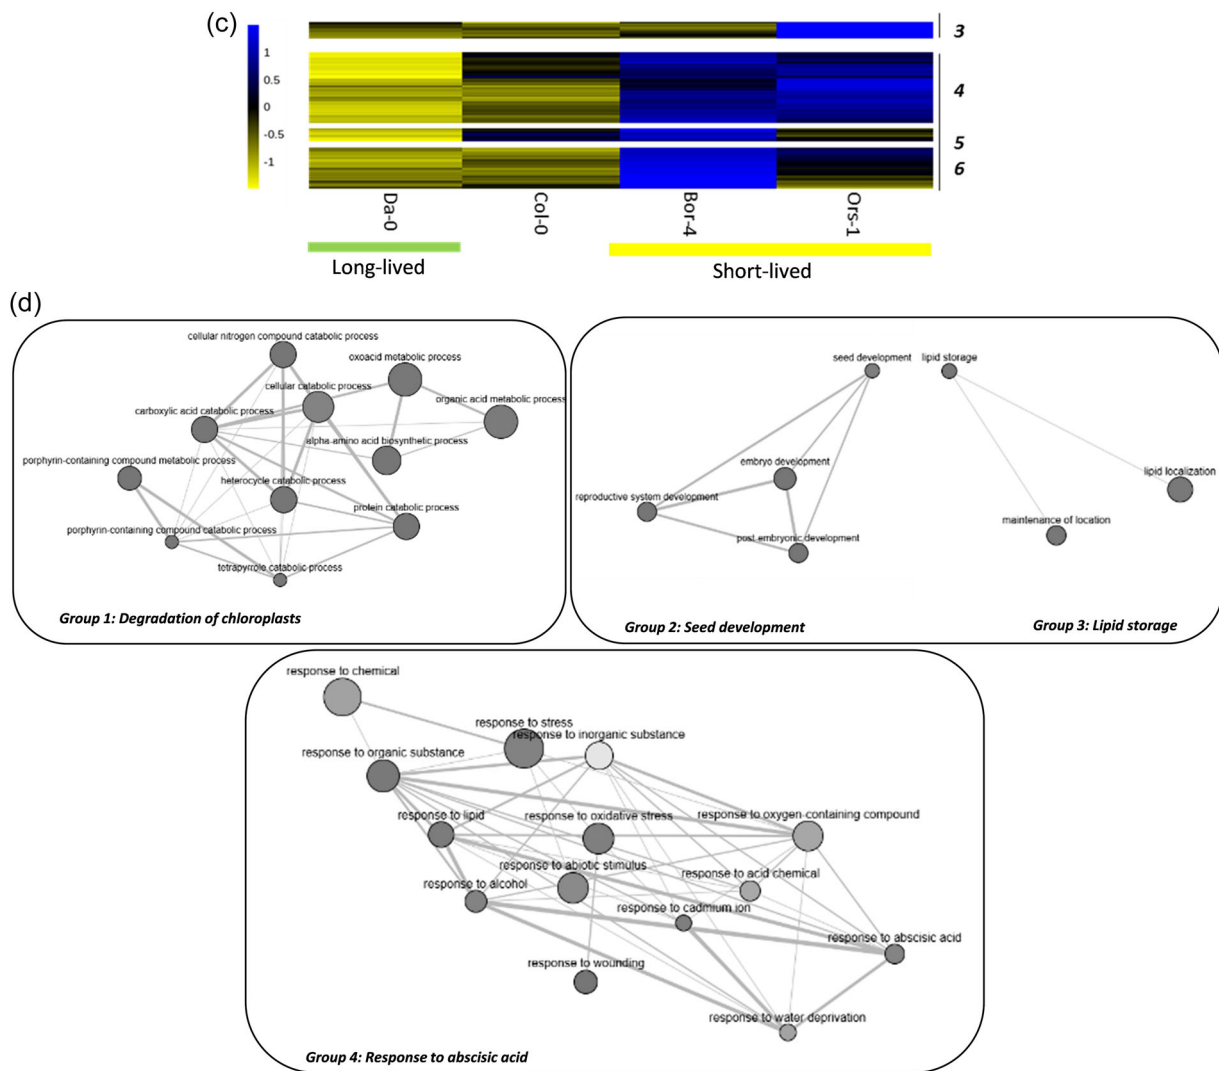 (c)
1
0.5
0
-0.5
-1
3
4
5
6
Da-0
Col-0
Bor-4
Ors-1
Long-lived
Short-lived
(d)
cellular nitrogen compound catabolic process
oxoacid metabolic process
cellular catabolic process
organic acid metabolic process
carboxylic acid catabolic process
alpha-amino acid biosynthetic process
porphyrin-containing compound metabolic process
heterocycle catabolic process
protein catabolic process
porphyrin-containing compound catabolic process
tetrapyrrole catabolic process
Group 1: Degradation of chloroplasts
seed development
lipid storage
embryo development
lipid localization
reproductive system development
maintenance of location
post embryonic development
Group 2: Seed development
Group 3: Lipid storage
response to chemical
response to stress
response to inorganic substance
response to organic substance
response to lipid
response to oxidative stress
response to oxygen-containing compound
response to abiotic stimulus
response to acid chemical
response to alcohol
response to cadmium ion
response to abscisic acid
response to wounding
response to water deprivation
Group 4: Response to abscisic acid